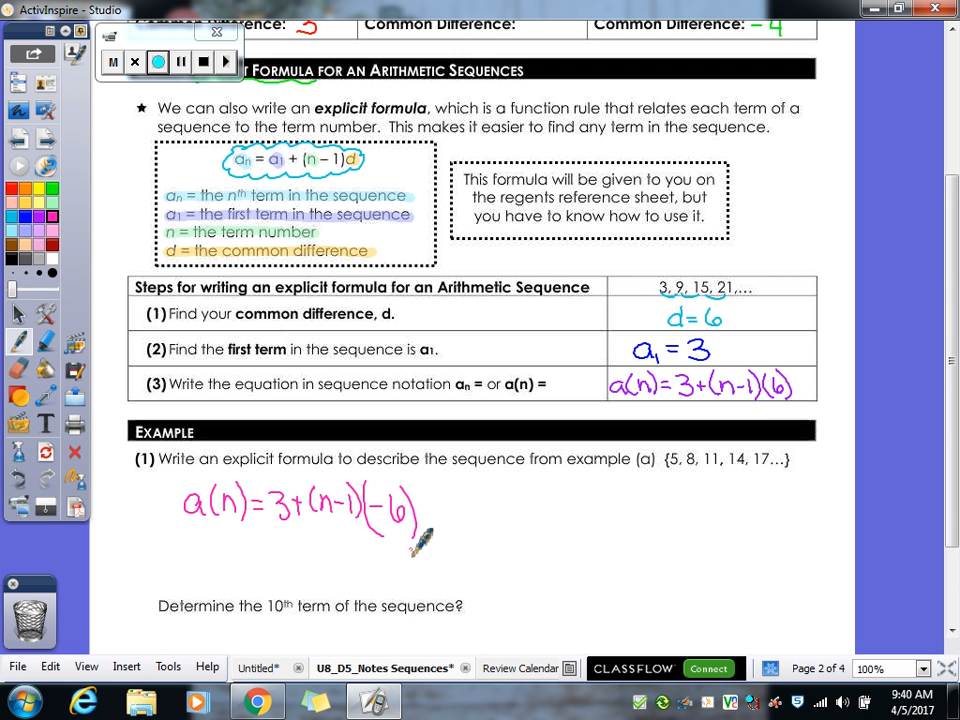 ActivInspire - Studio
Common Difference: 3 Common Difference: Common Difference: -4
FORMULA FOR AN ARITHMETIC SEQUENCES
M
★ We can also write an explicit formula, which is a function rule that relates each term of a
sequence to the term number. This makes it easier to find any term in the sequence.
aₙ = a₁ + (n – 1)d
aₙ = the nᵗʰ term in the sequence
a₁ = the first term in the sequence
n = the term number
d = the common difference
This formula will be given to you on
the regents reference sheet, but
you have to know how to use it.
Steps for writing an explicit formula for an Arithmetic Sequence 3, 9, 15, 21,...
(1) Find your common difference, d. d = 6
(2) Find the first term in the sequence is a₁. a₁ = 3
(3) Write the equation in sequence notation aₙ = or a(n) = a(n) = 3+(n-1)(6)
EXAMPLE
(1) Write an explicit formula to describe the sequence from example (a) {5, 8, 11, 14, 17...}
a(n) = 3+(n-1)(-6)
Determine the 10ᵗʰ term of the sequence?
File Edit View Insert Tools Help Untitled* U8_D5_Notes Sequences* Review Calendar CLASSFLOW Connect Page 2 of 4 100%
9:40 AM
4/5/2017